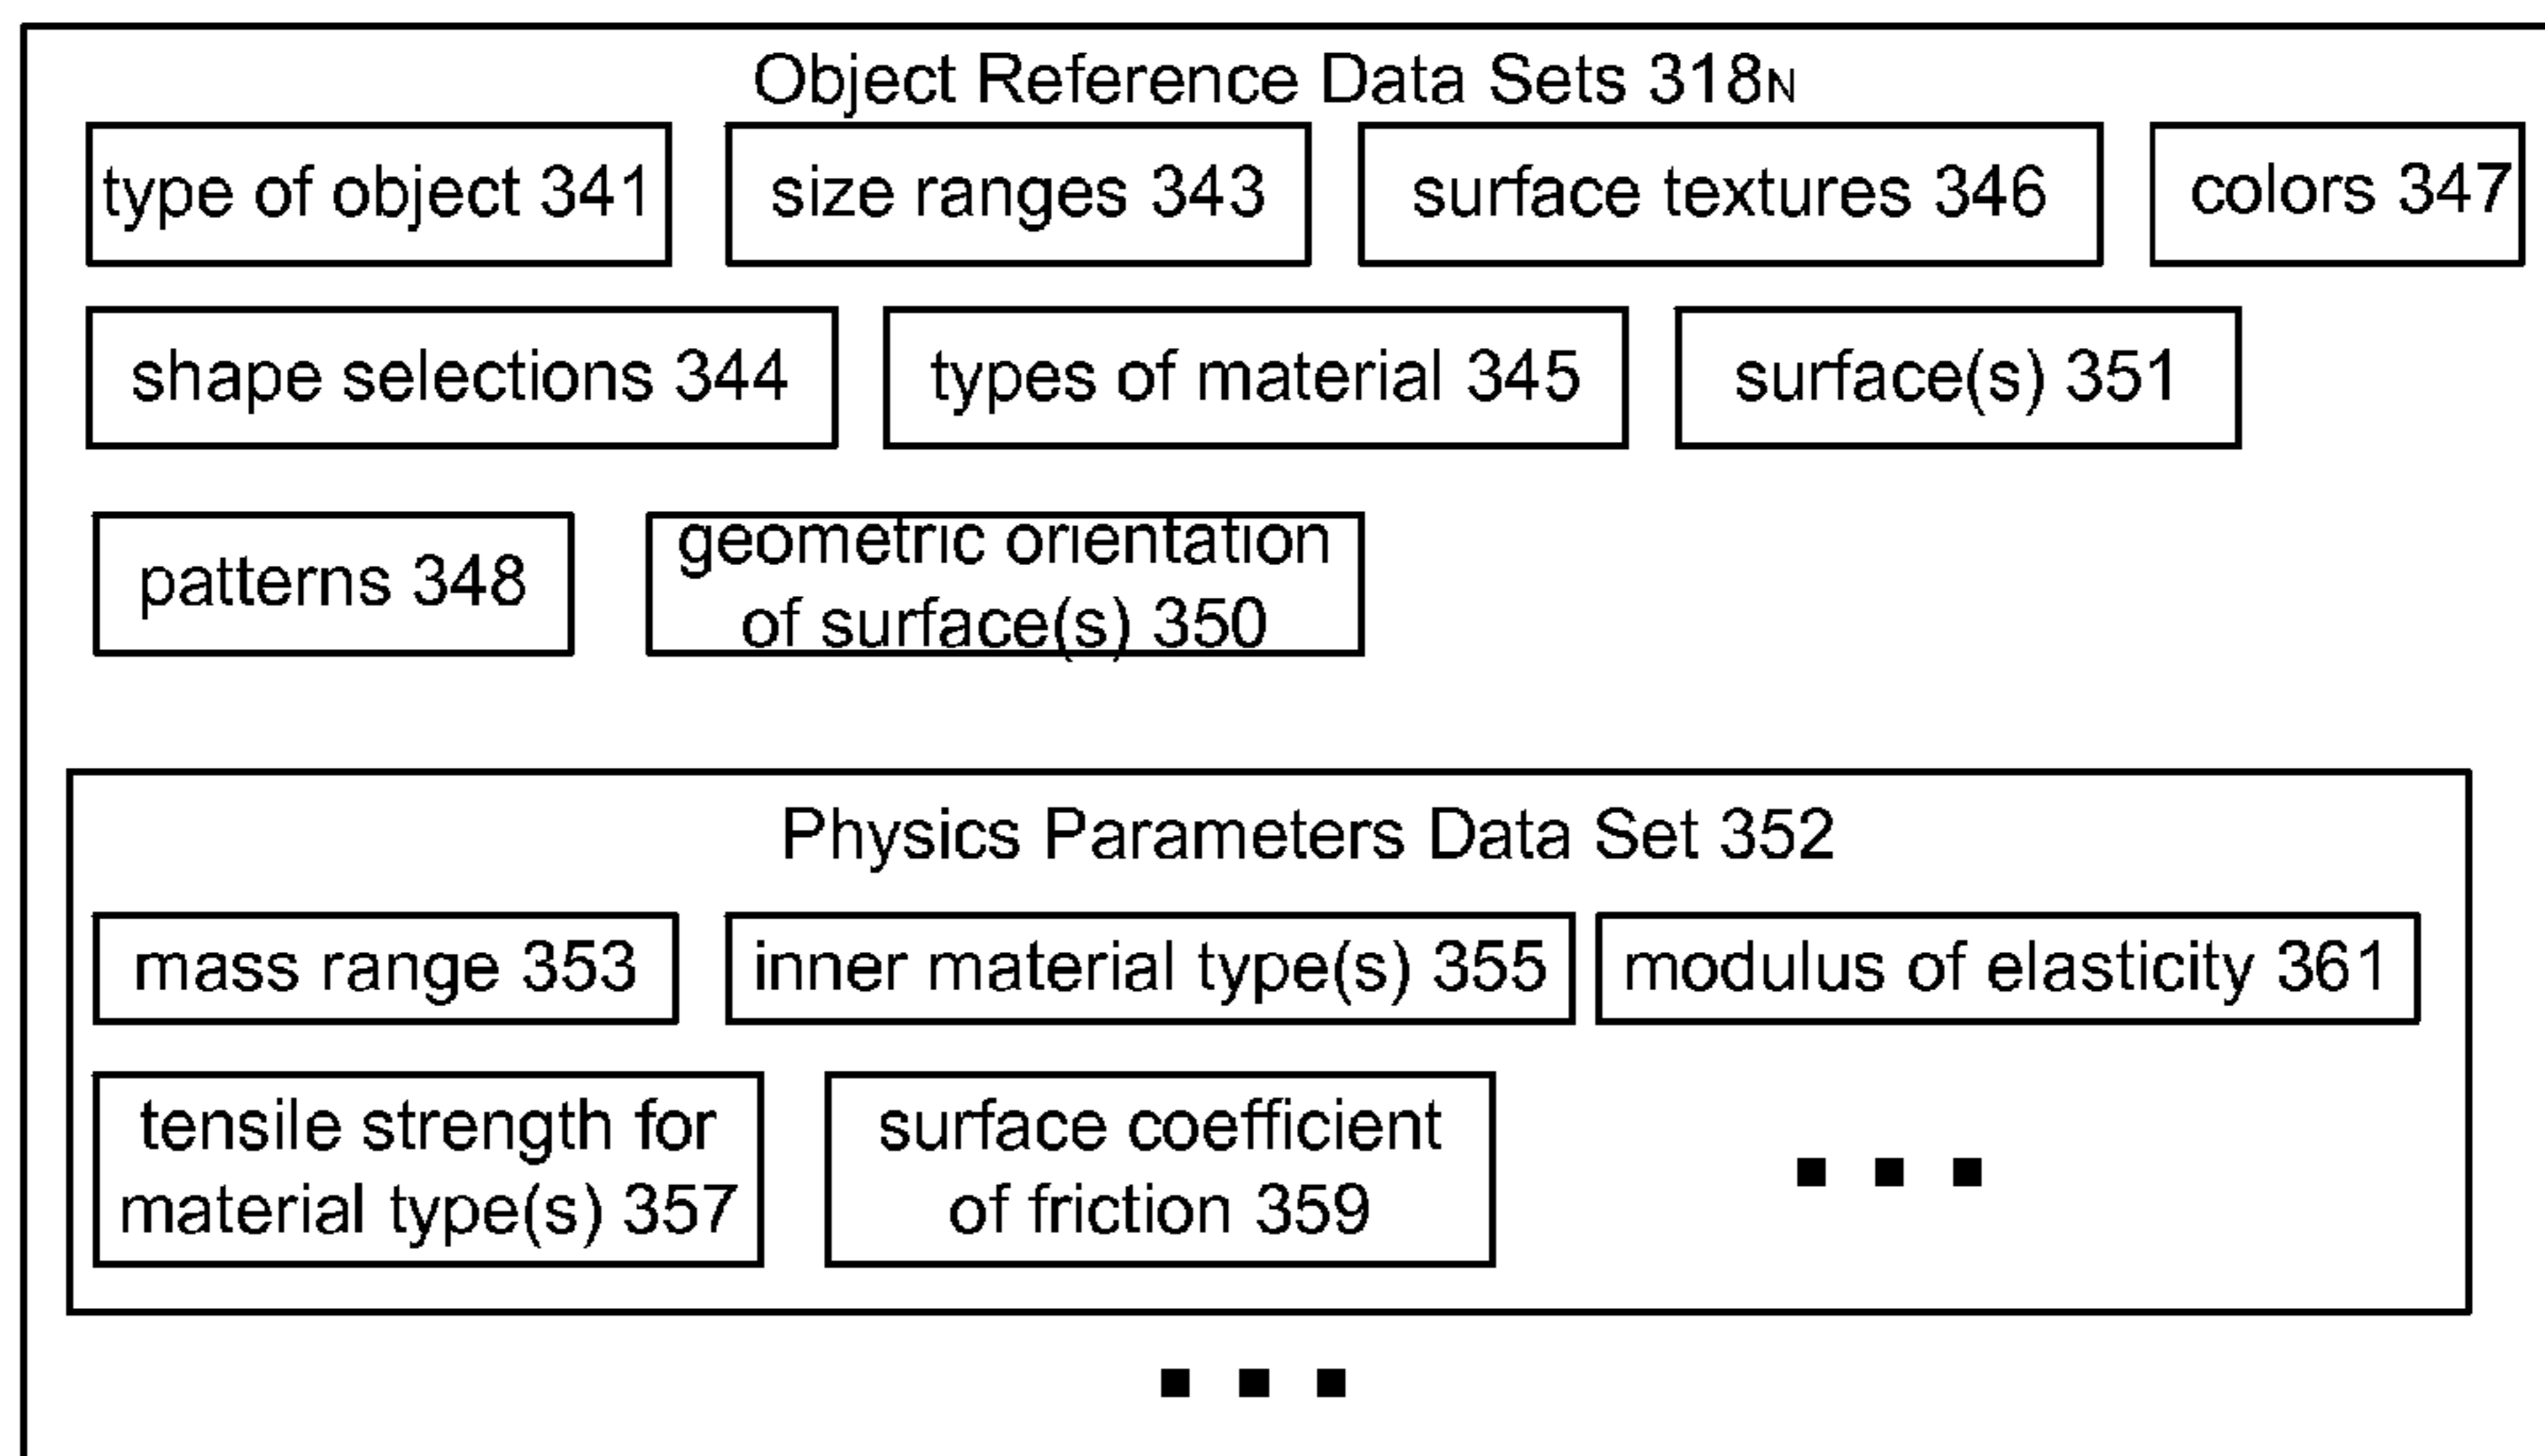 Object Reference Data Sets 318N
type of object 341
size ranges 343
surface textures 346
colors 347
shape selections 344
types of material 345
surface(s) 351
patterns 348
geometric orientation
of surface(s) 350
Physics Parameters Data Set 352
mass range 353
inner material type(s) 355
modulus of elasticity 361
tensile strength for
material type(s) 357
surface coefficient
of friction 359